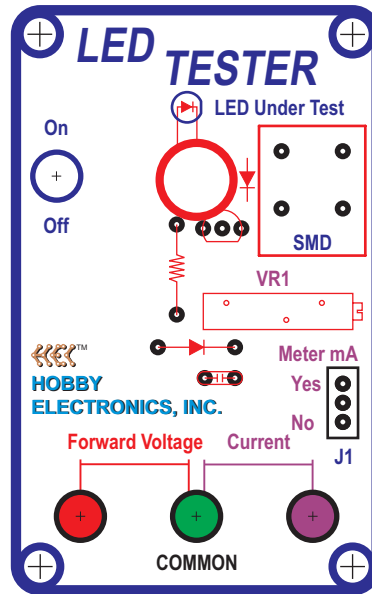 LED
TESTER
LED Under Test
On
Off
SMD
VR1
HEC™
HOBBY
ELECTRONICS, INC.
Meter mA
Yes
No
J1
Forward Voltage
Current
COMMON